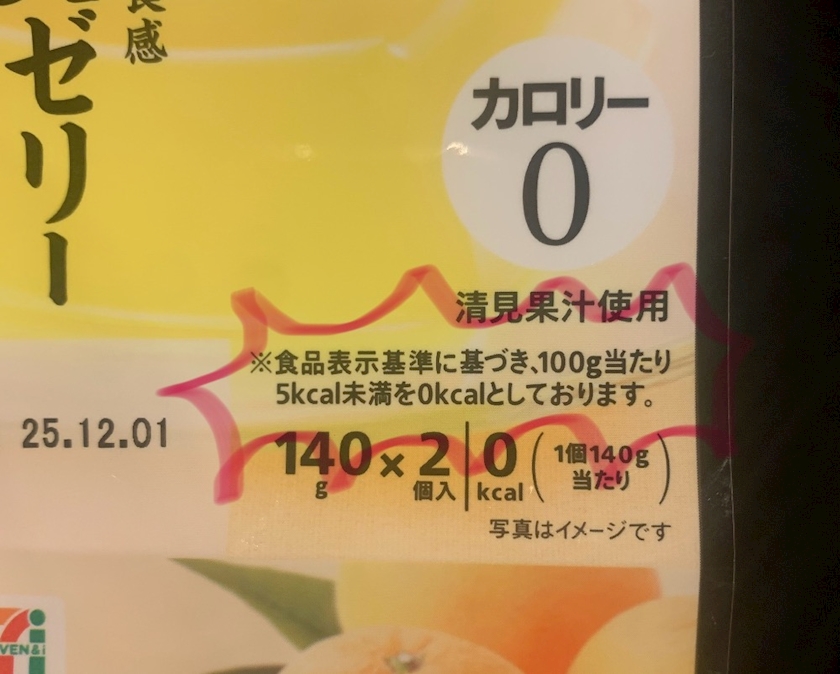 食感
ゼリー
カロリー
0
清見果汁使用
※食品表示基準に基づき、100g当たり
5kcal未満を0kcalとしております。
25.12.01
140g×2個入 0kcal(1個140g当たり)
写真はイメージです
VEN&i